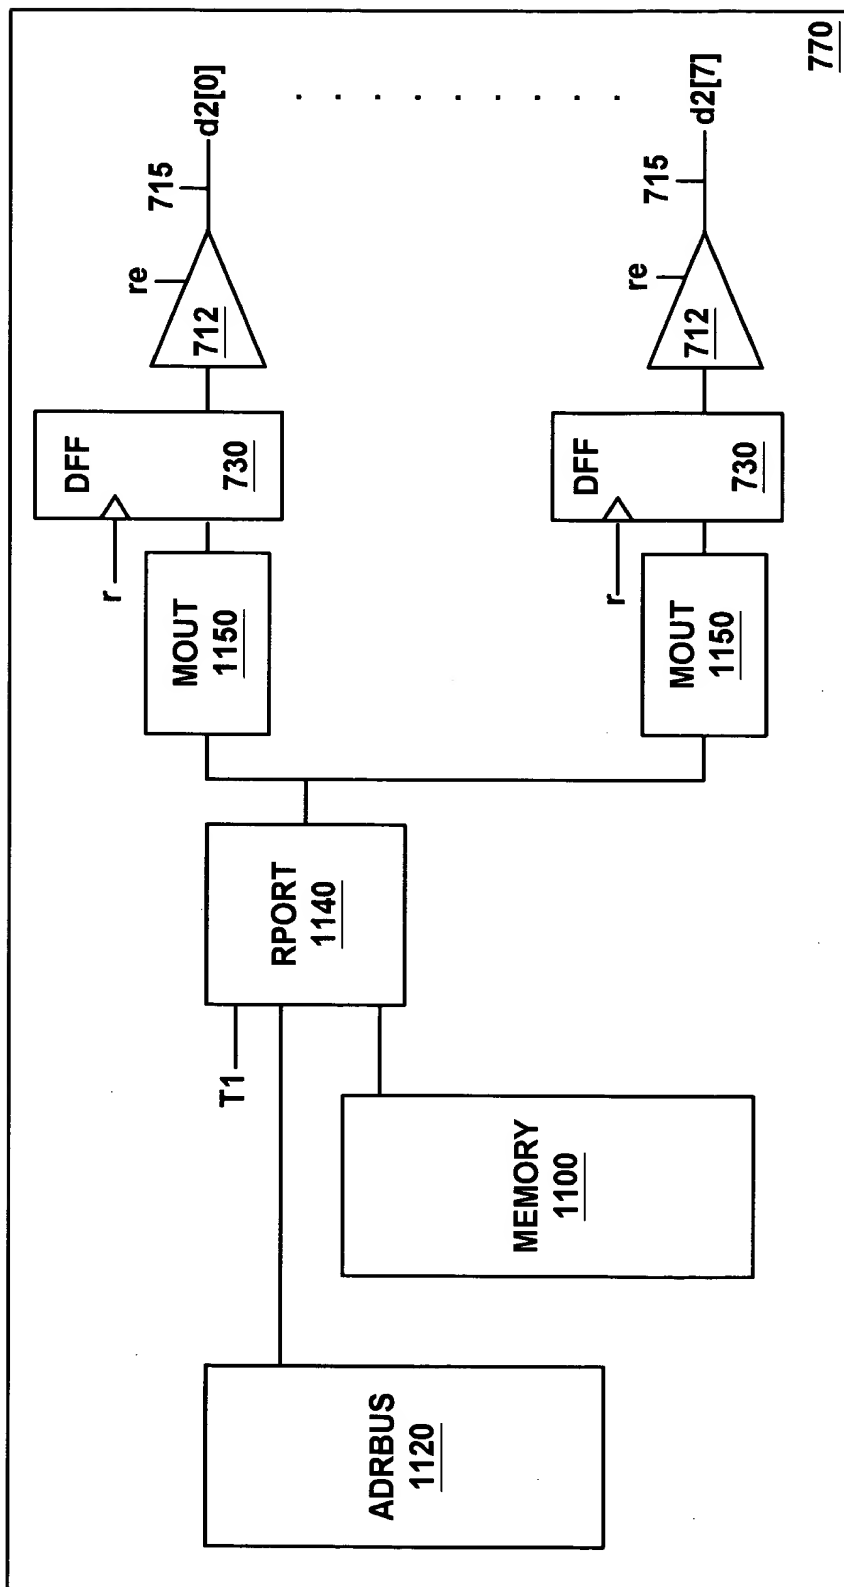 ADRBUS
1120
MEMORY
1100
T1
RPORT
1140
MOUT
1150
r
DFF
730
712
re
715
d2[0]
MOUT
1150
r
DFF
730
712
re
715
d2[7]
770